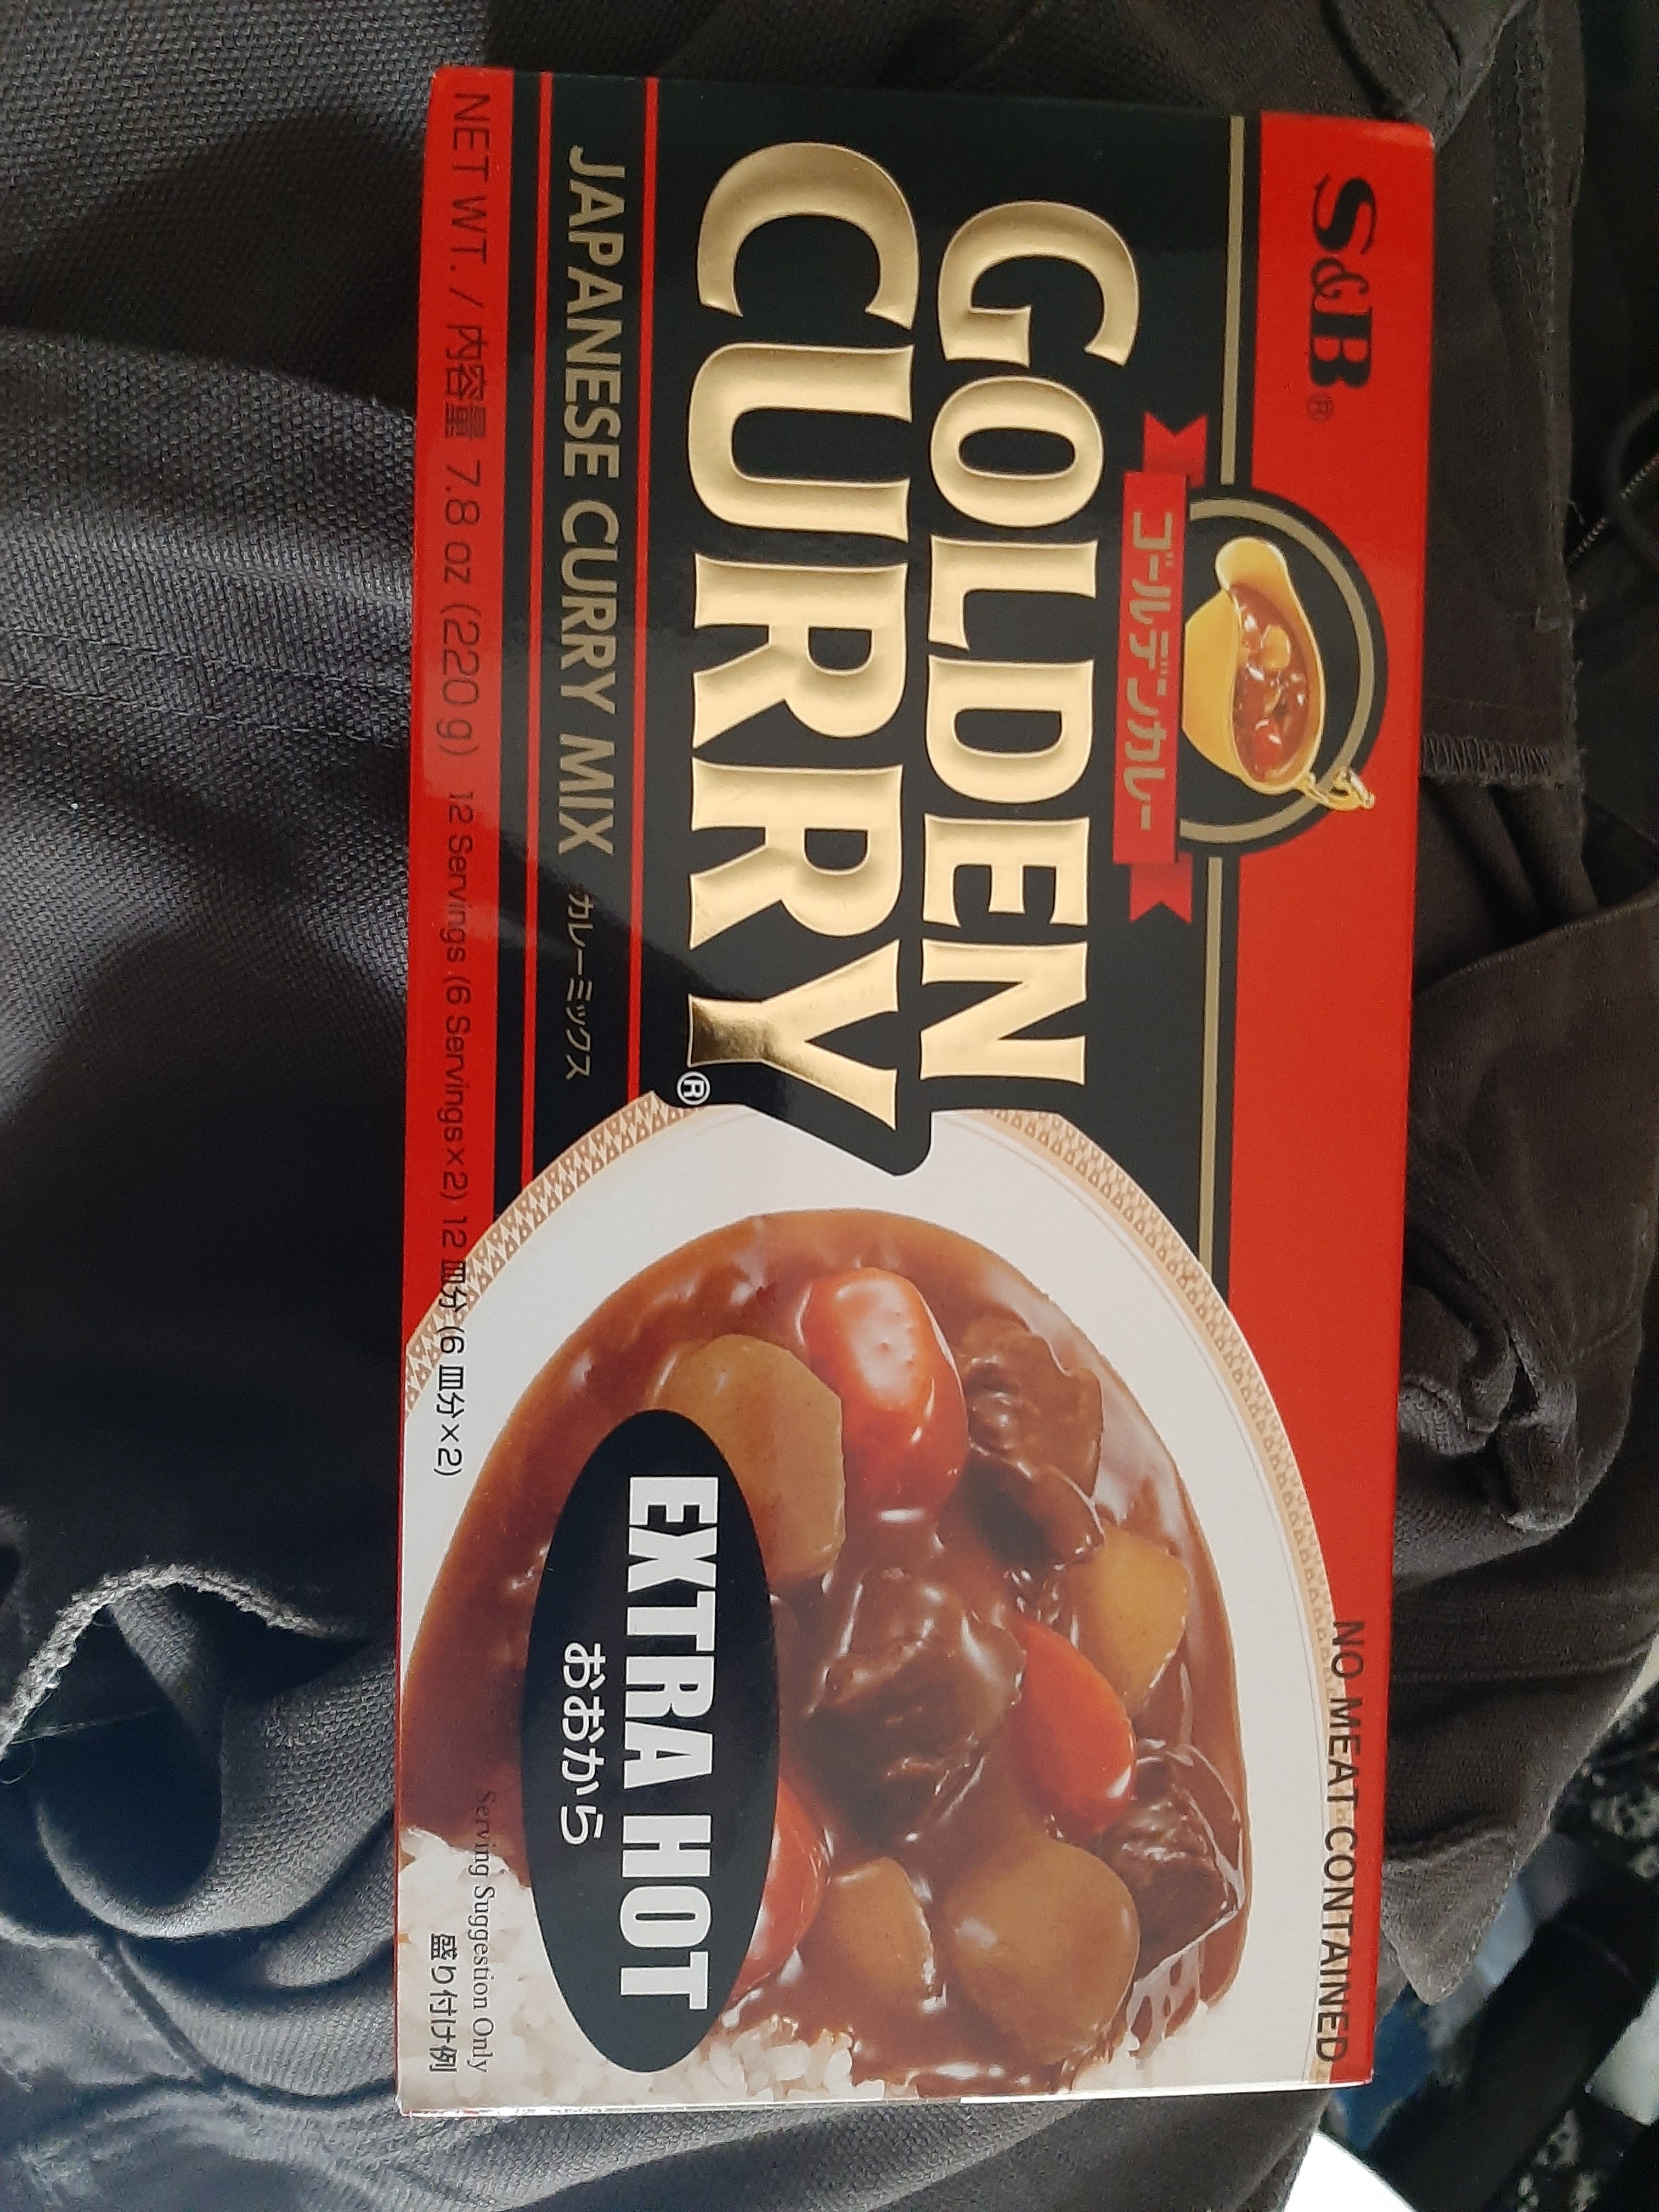 S&B®
NO MEAT CONTAINED
ゴールデンカレー
GOLDEN
CURRY®
JAPANESE CURRY MIX カレーミックス
EXTRA HOT
おおから
NET WT. / 内容量 7.8 oz (220 g) 12 Servings (6 Servings×2) 12 皿分 (6 皿分×2)
Serving Suggestion Only
盛り付け例